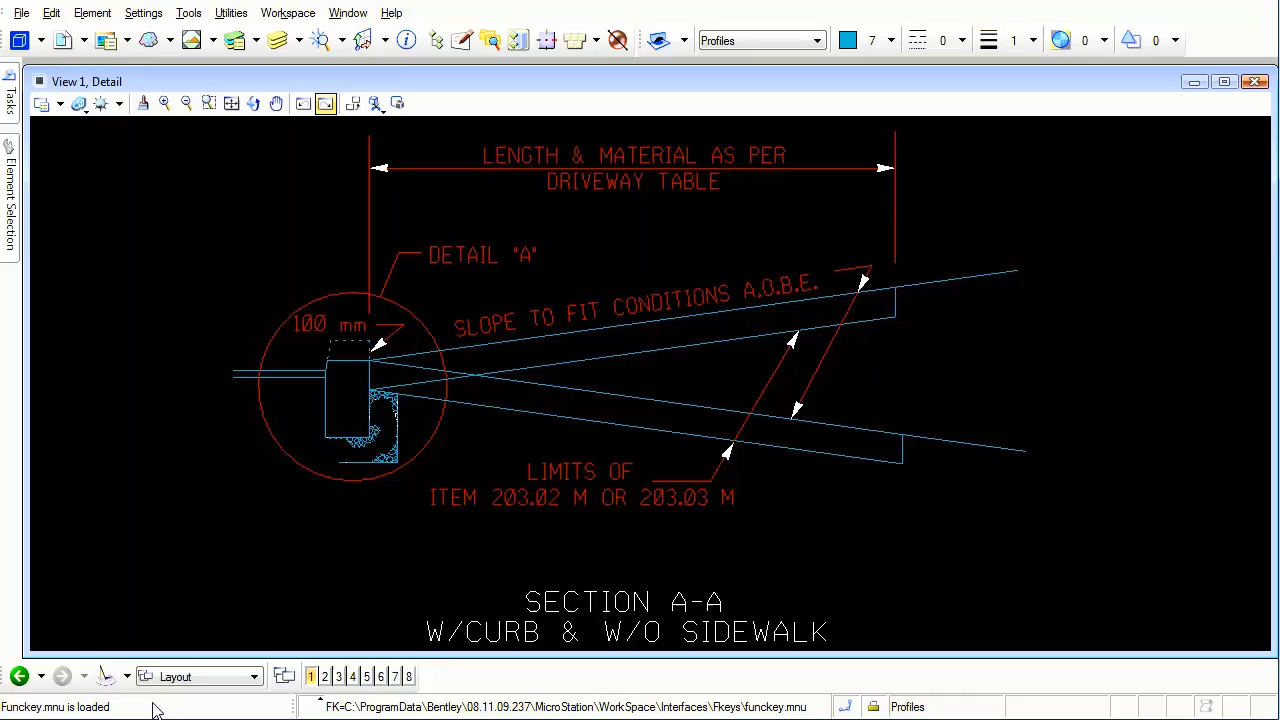 File Edit Element Settings Tools Utilities Workspace Window Help
Profiles 7 0 1 0 0
View 1, Detail
Tasks
Element Selection
LENGTH & MATERIAL AS PER
DRIVEWAY TABLE
DETAIL "A"
SLOPE TO FIT CONDITIONS A.O.B.E.
100 mm
LIMITS OF
ITEM 203.02 M OR 203.03 M
SECTION A-A
W/CURB & W/O SIDEWALK
Layout 1 2 3 4 5 6 7 8
Funckey.mnu is loaded FK=C:\ProgramData\Bentley\08.11.09.237\MicroStation\WorkSpace\Interfaces\Fkeys\funckey.mnu Profiles